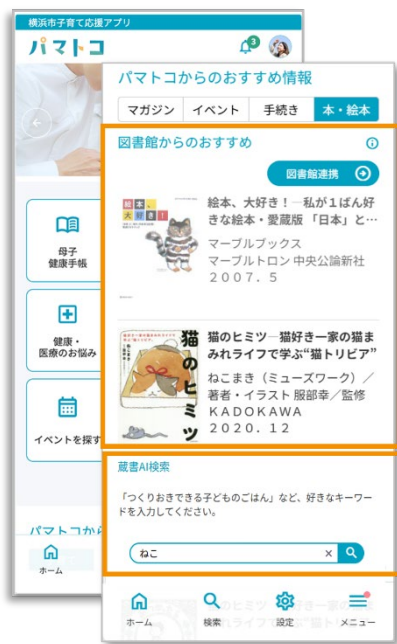 横浜市子育て応援アプリ
パマトコ
3
母子
健康手帳
健康・
医療のお悩み
イベントを探す
パマトコか
ホーム
パマトコからのおすすめ情報
マガジン
イベント
手続き
本・絵本
図書館からのおすすめ
図書館連携
絵本、
大好き!
絵本、大好き!―私が1ばん好
きな絵本・愛蔵版 「日本」と…
マーブルブックス
マーブルトロン 中央公論新社
2007.5
猫のヒミツ
猫のヒミツ―猫好き一家の猫ま
みれライフで学ぶ“猫トリビア”
ねこまき(ミューズワーク)/
著者・イラスト 服部幸/監修
KADOKAWA
2020.12
蔵書AI検索
「つくりおきできる子どものごはん」など、好きなキーワー
ドを入力してください。
ねこ
×
ホーム
検索
設定
メニュー